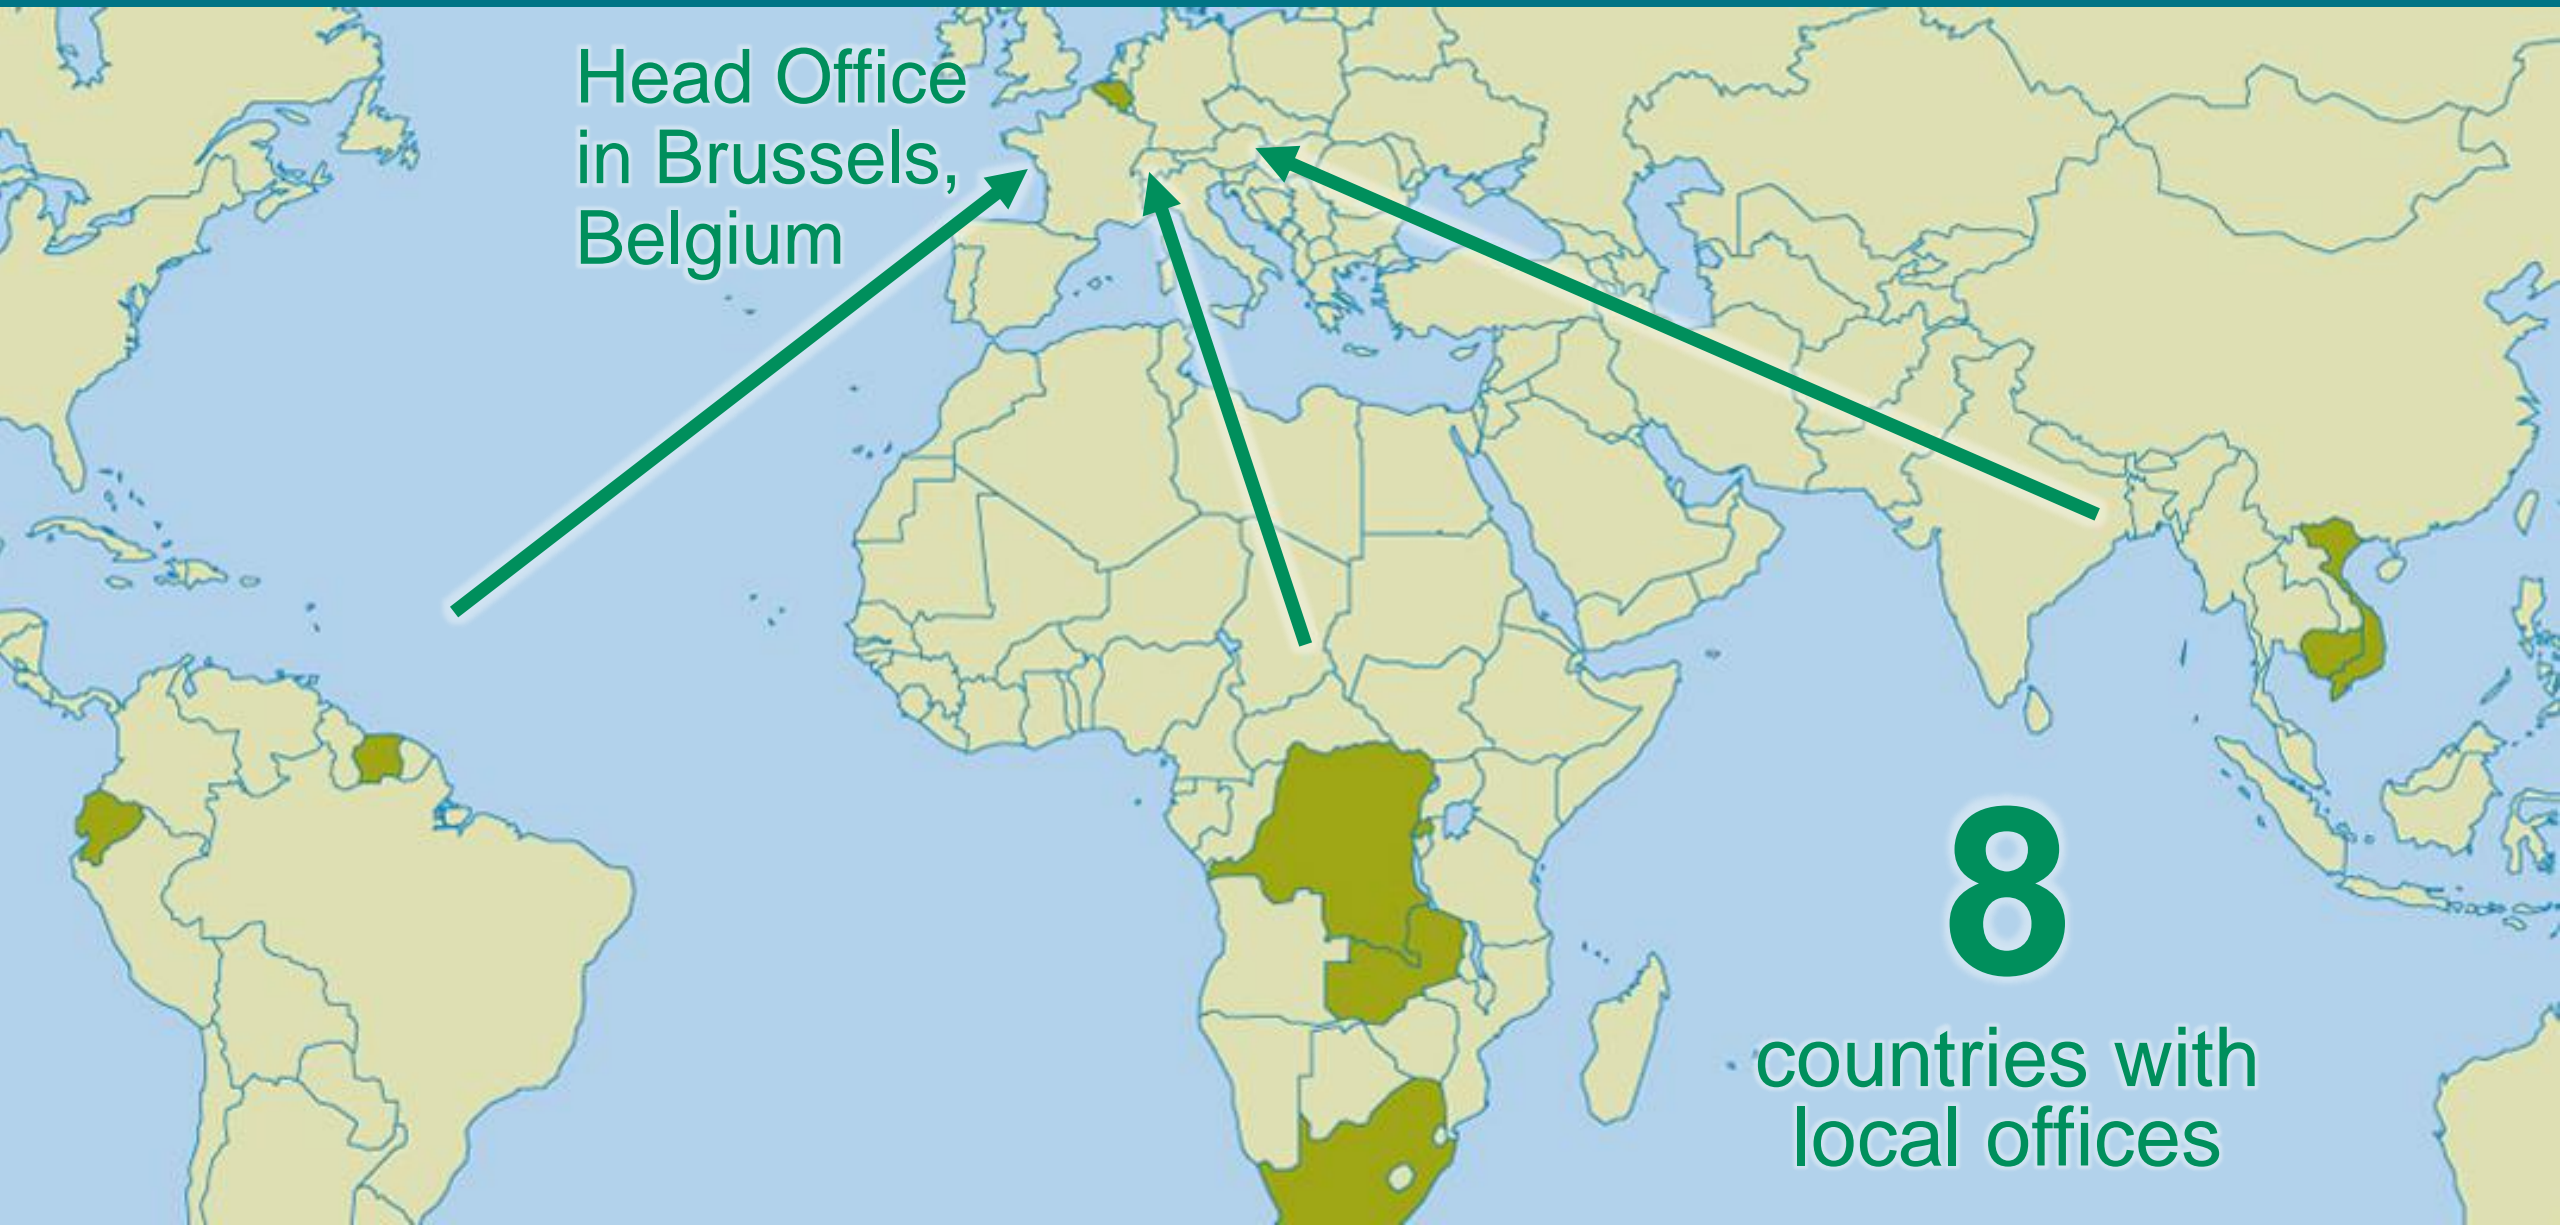 Head Office
in Brussels,
Belgium
8
countries with
local offices